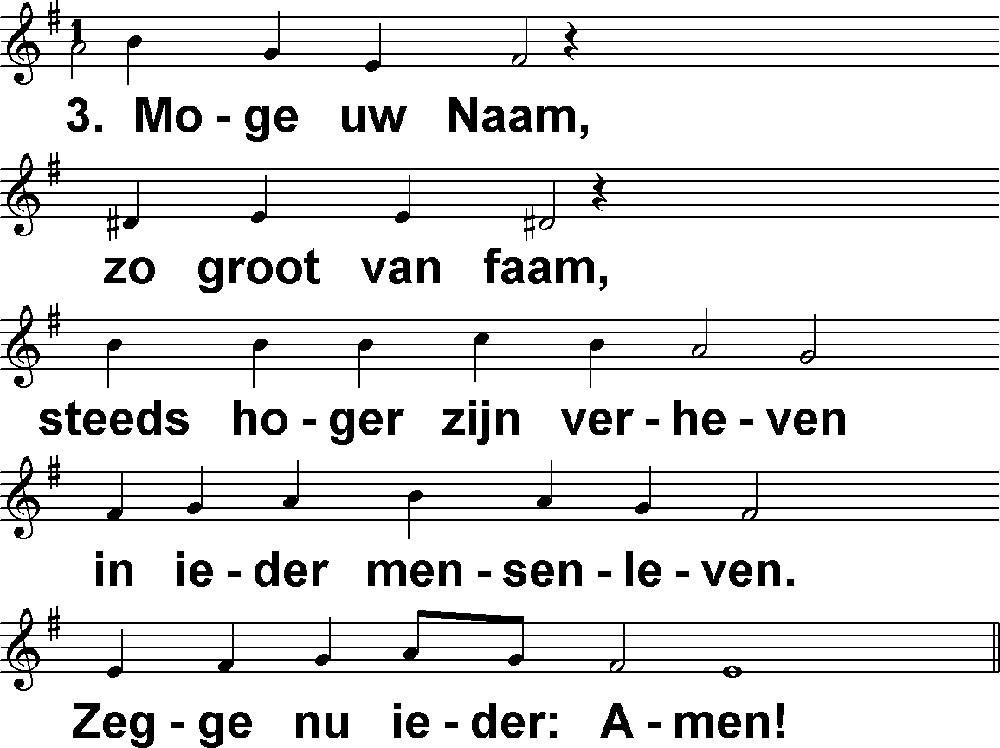 1
3. Mo - ge uw Naam,
zo groot van faam,
steeds ho - ger zijn ver - he - ven
in ie - der men - sen - le - ven.
Zeg - ge nu ie - der: A - men!